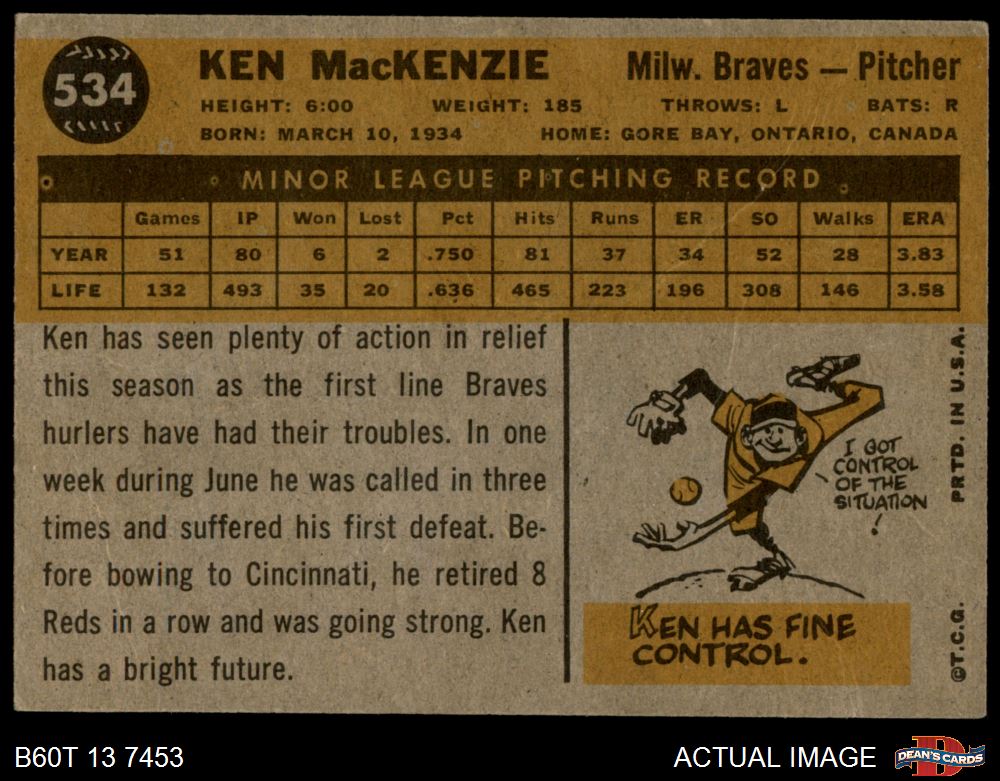 534
KEN MacKENZIE Milw. Braves — Pitcher
HEIGHT: 6:00 WEIGHT: 185 THROWS: L BATS: R
BORN: MARCH 10, 1934 HOME: GORE BAY, ONTARIO, CANADA
MINOR LEAGUE PITCHING RECORD
Games IP Won Lost Pct Hits Runs ER SO Walks ERA
YEAR 51 80 6 2 .750 81 37 34 52 28 3.83
LIFE 132 493 35 20 .636 465 223 196 308 146 3.58
Ken has seen plenty of action in relief
this season as the first line Braves
hurlers have had their troubles. In one
week during June he was called in three
times and suffered his first defeat. Be-
fore bowing to Cincinnati, he retired 8
Reds in a row and was going strong. Ken
has a bright future.
I GOT
CONTROL
OF THE
SITUATION
!
KEN HAS FINE
CONTROL.
©T.C.G. PRTD. IN U.S.A.
B60T 13 7453 ACTUAL IMAGE
D
DEAN'S CARDS